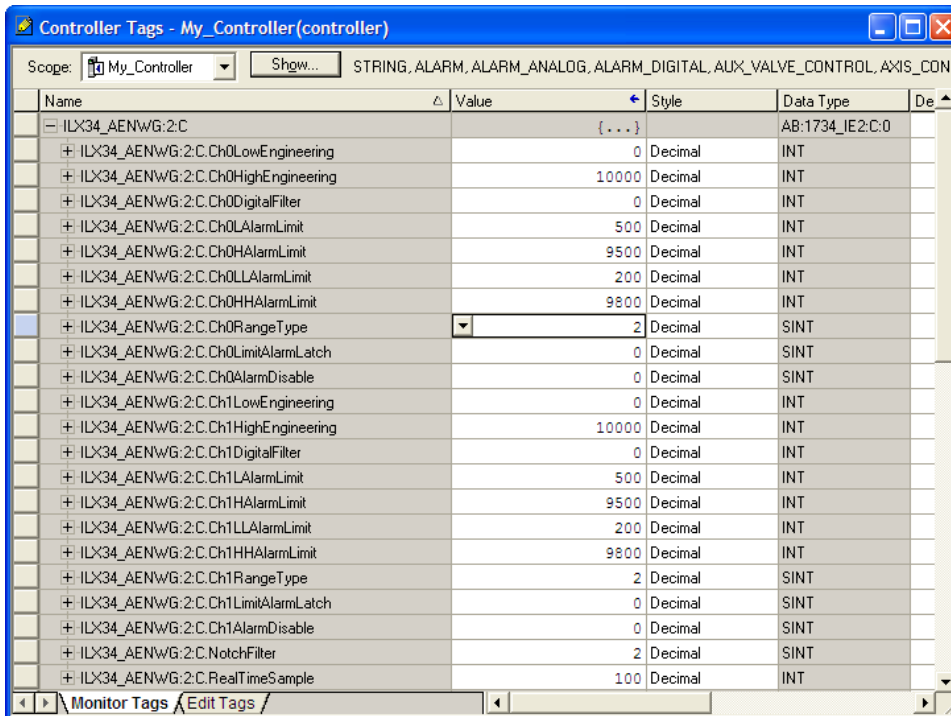 Controller Tags - My_Controller(controller)
Scope: My_Controller Show... STRING, ALARM, ALARM_ANALOG, ALARM_DIGITAL, AUX_VALVE_CONTROL, AXIS_CON
Name Value Style Data Type De
ILX34_AENWG:2:C {...} AB:1734_IE2:C:0
ILX34_AENWG:2:C.Ch0LowEngineering 0 Decimal INT
ILX34_AENWG:2:C.Ch0HighEngineering 10000 Decimal INT
ILX34_AENWG:2:C.Ch0DigitalFilter 0 Decimal INT
ILX34_AENWG:2:C.Ch0LAlarmLimit 500 Decimal INT
ILX34_AENWG:2:C.Ch0HAlarmLimit 9500 Decimal INT
ILX34_AENWG:2:C.Ch0LLAlarmLimit 200 Decimal INT
ILX34_AENWG:2:C.Ch0HHAlarmLimit 9800 Decimal INT
ILX34_AENWG:2:C.Ch0RangeType 2 Decimal SINT
ILX34_AENWG:2:C.Ch0LimitAlarmLatch 0 Decimal SINT
ILX34_AENWG:2:C.Ch0AlarmDisable 0 Decimal SINT
ILX34_AENWG:2:C.Ch1LowEngineering 0 Decimal INT
ILX34_AENWG:2:C.Ch1HighEngineering 10000 Decimal INT
ILX34_AENWG:2:C.Ch1DigitalFilter 0 Decimal INT
ILX34_AENWG:2:C.Ch1LAlarmLimit 500 Decimal INT
ILX34_AENWG:2:C.Ch1HAlarmLimit 9500 Decimal INT
ILX34_AENWG:2:C.Ch1LLAlarmLimit 200 Decimal INT
ILX34_AENWG:2:C.Ch1HHAlarmLimit 9800 Decimal INT
ILX34_AENWG:2:C.Ch1RangeType 2 Decimal SINT
ILX34_AENWG:2:C.Ch1LimitAlarmLatch 0 Decimal SINT
ILX34_AENWG:2:C.Ch1AlarmDisable 0 Decimal SINT
ILX34_AENWG:2:C.NotchFilter 2 Decimal SINT
ILX34_AENWG:2:C.RealTimeSample 100 Decimal INT
Monitor Tags Edit Tags